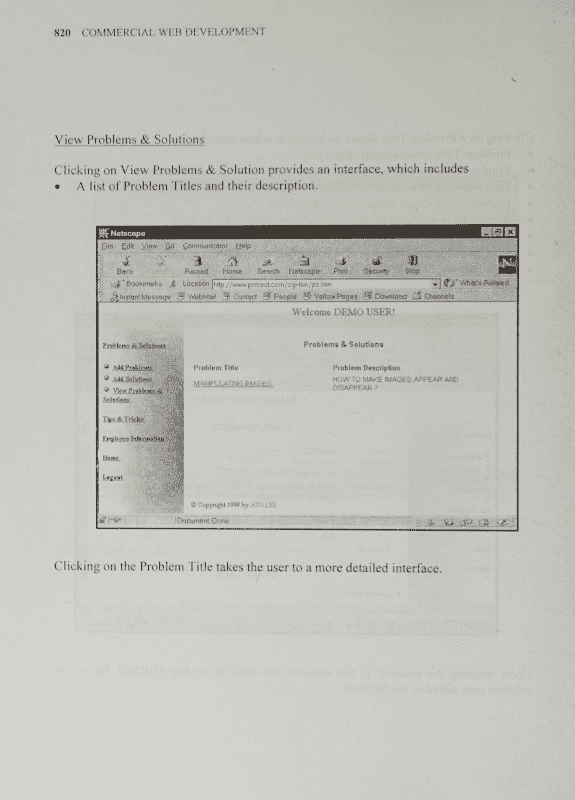 820 COMMERCIAL WEB DEVELOPMENT
View Problems & Solutions
Clicking on View Problems & Solution provides an interface, which includes
• A list of Problem Titles and their description.
Netscape
File Edit View Go Communicator Help
Back Reload Home Search Netscape Print Security Stop
Bookmarks Location What's Related
Instant Message WebMail Contact People Yellow Pages Download Channels
Welcome DEMO USER!
Problems & Solutions
Problems & Solutions
Add Problems
Add Solutions
View Problems &
Solutions
Tips & Tricks
Employee Information
Home
Logout
Problem Title Problem Description
MANIPULATING IMAGES HOW TO MAKE IMAGES APPEAR AND
DISAPPEAR ?
© Copyright 1999 by
Document: Done
Clicking on the Problem Title takes the user to a more detailed interface.